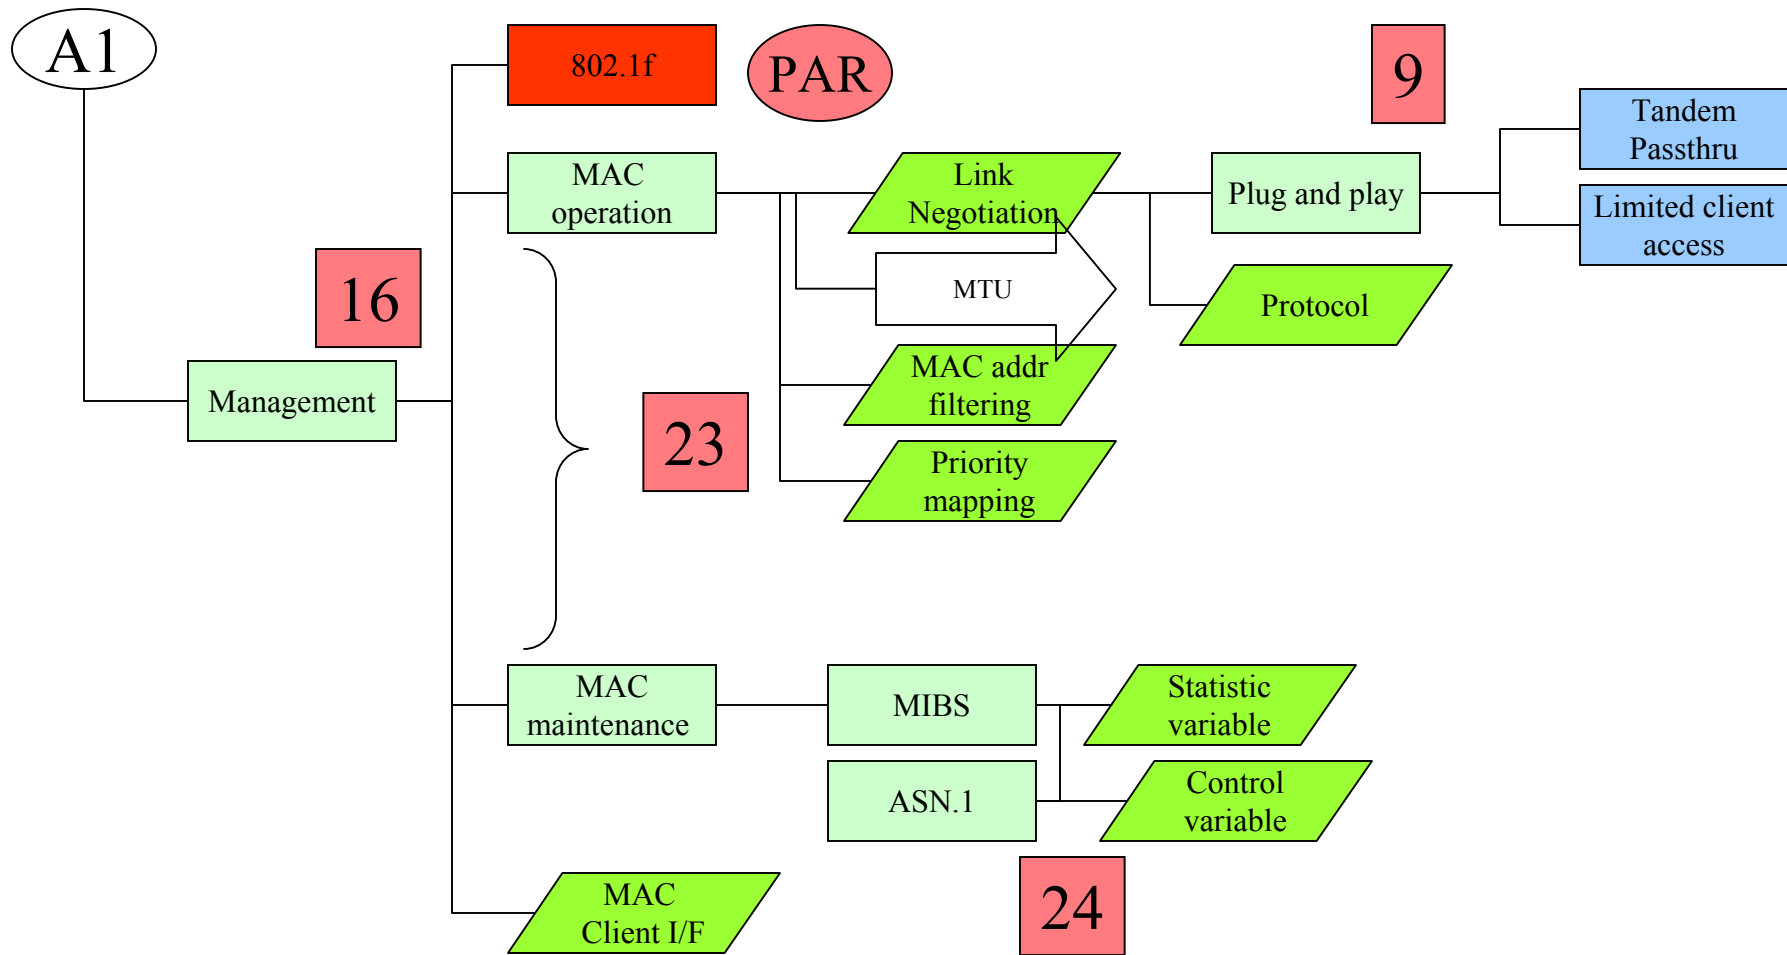 A1
802.1f
PAR
9
Tandem
Passthru
MAC
operation
Link
Negotiation
Plug and play
Limited client
access
16
MTU
Protocol
Management
MAC addr
filtering
23
Priority
mapping
MAC
maintenance
MIBS
Statistic
variable
ASN.1
Control
variable
MAC
Client I/F
24